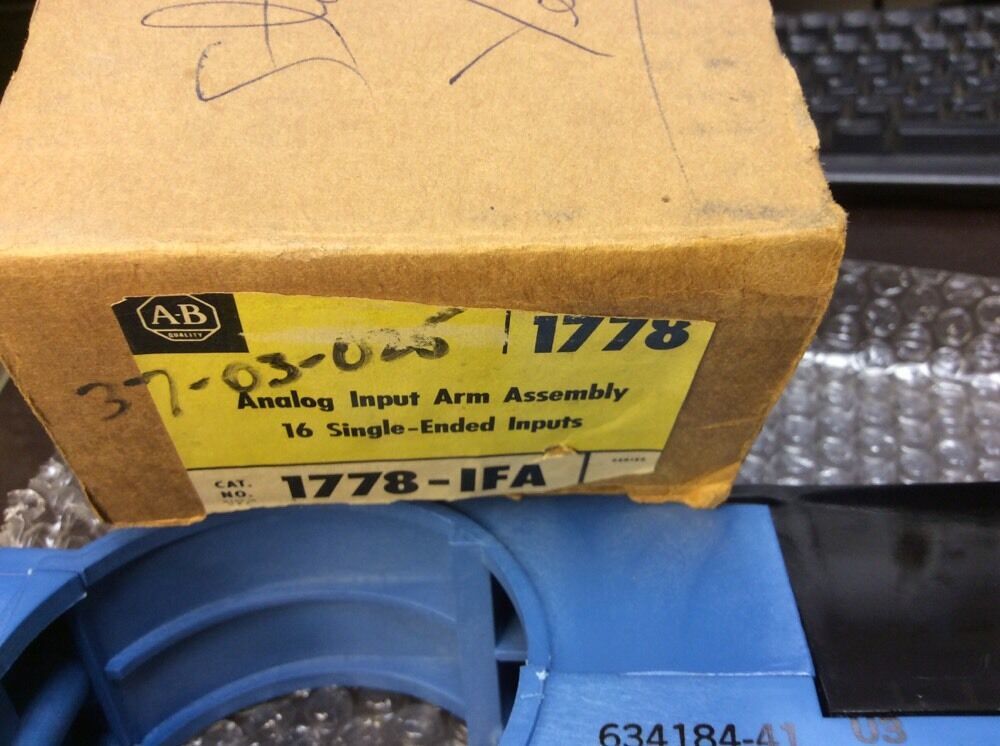 A-B
QUALITY
1778
37-03-026
Analog Input Arm Assembly
16 Single-Ended Inputs
CAT.
NO.
1778-IFA
SERIES
634184-41 03